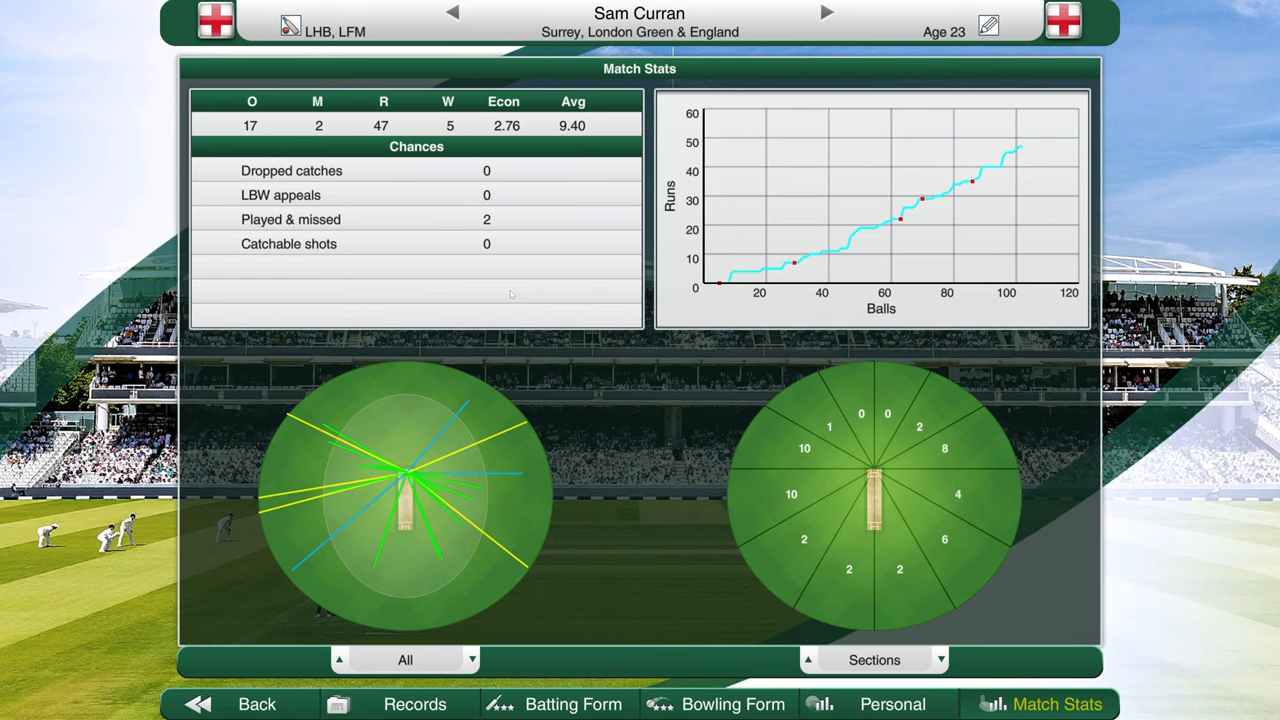 Sam Curran
LHB, LFM
Surrey, London Green & England
Age 23
Match Stats
O M R W Econ Avg
17 2 47 5 2.76 9.40
Chances
Dropped catches 0
LBW appeals 0
Played & missed 2
Catchable shots 0
60
50
40
30
20
10
0
Runs
20 40 60 80 100 120
Balls
0 0
1 2
10 8
10 4
2 6
2 2
All
Sections
Back Records Batting Form Bowling Form Personal Match Stats